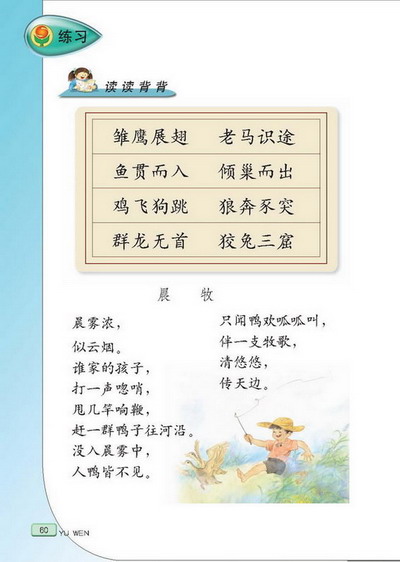 练习
读读背背
雏鹰展翅 老马识途
鱼贯而入 倾巢而出
鸡飞狗跳 狼奔豕突
群龙无首 狡兔三窟
晨 牧
晨雾浓，
似云烟。
谁家的孩子，
打一声唿哨，
甩几竿响鞭，
赶一群鸭子往河沿。
没入晨雾中，
人鸭皆不见。
只闻鸭欢呱呱叫，
伴一支牧歌，
清悠悠，
传天边。
60
YU WEN